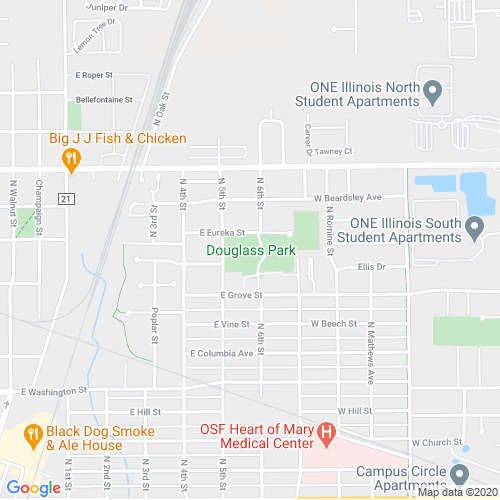 Juniper Dr
Lemon Tree Dr
E Roper St
Bellefontaine St
N Oak St
ONE Illinois North
Student Apartments
Big J J Fish & Chicken
Carver Dr
Tawney Ct
N Walnut St
Champaign St
21
N 3rd St
N 4th St
N 5th St
N 6th St
W Beardsley Ave
N Romine St
E Eureka St
Douglass Park
ONE Illinois South
Student Apartments
Ellis Dr
E Grove St
Poplar St
E Vine St
N 6th St
W Beech St
N Mathews Ave
E Columbia Ave
E Washington St
E Hill St
W Hill St
Black Dog Smoke
& Ale House
OSF Heart of Mary
Medical Center
H
W Church St
N 1st St
N 2nd St
N 3rd St
N 4th St
N 5th St
Campus Circle
Apartments
Google
Map data ©2020